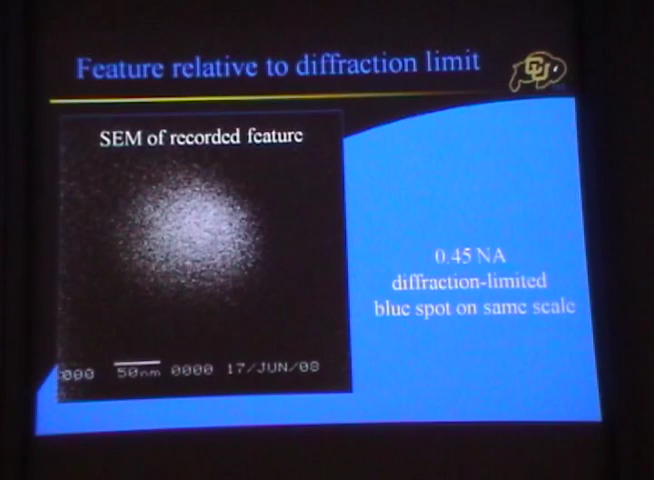 Feature relative to diffraction limit
CU
SEM of recorded feature
0.45 NA
diffraction-limited
blue spot on same scale
000 50nm 0000 17/JUN/08